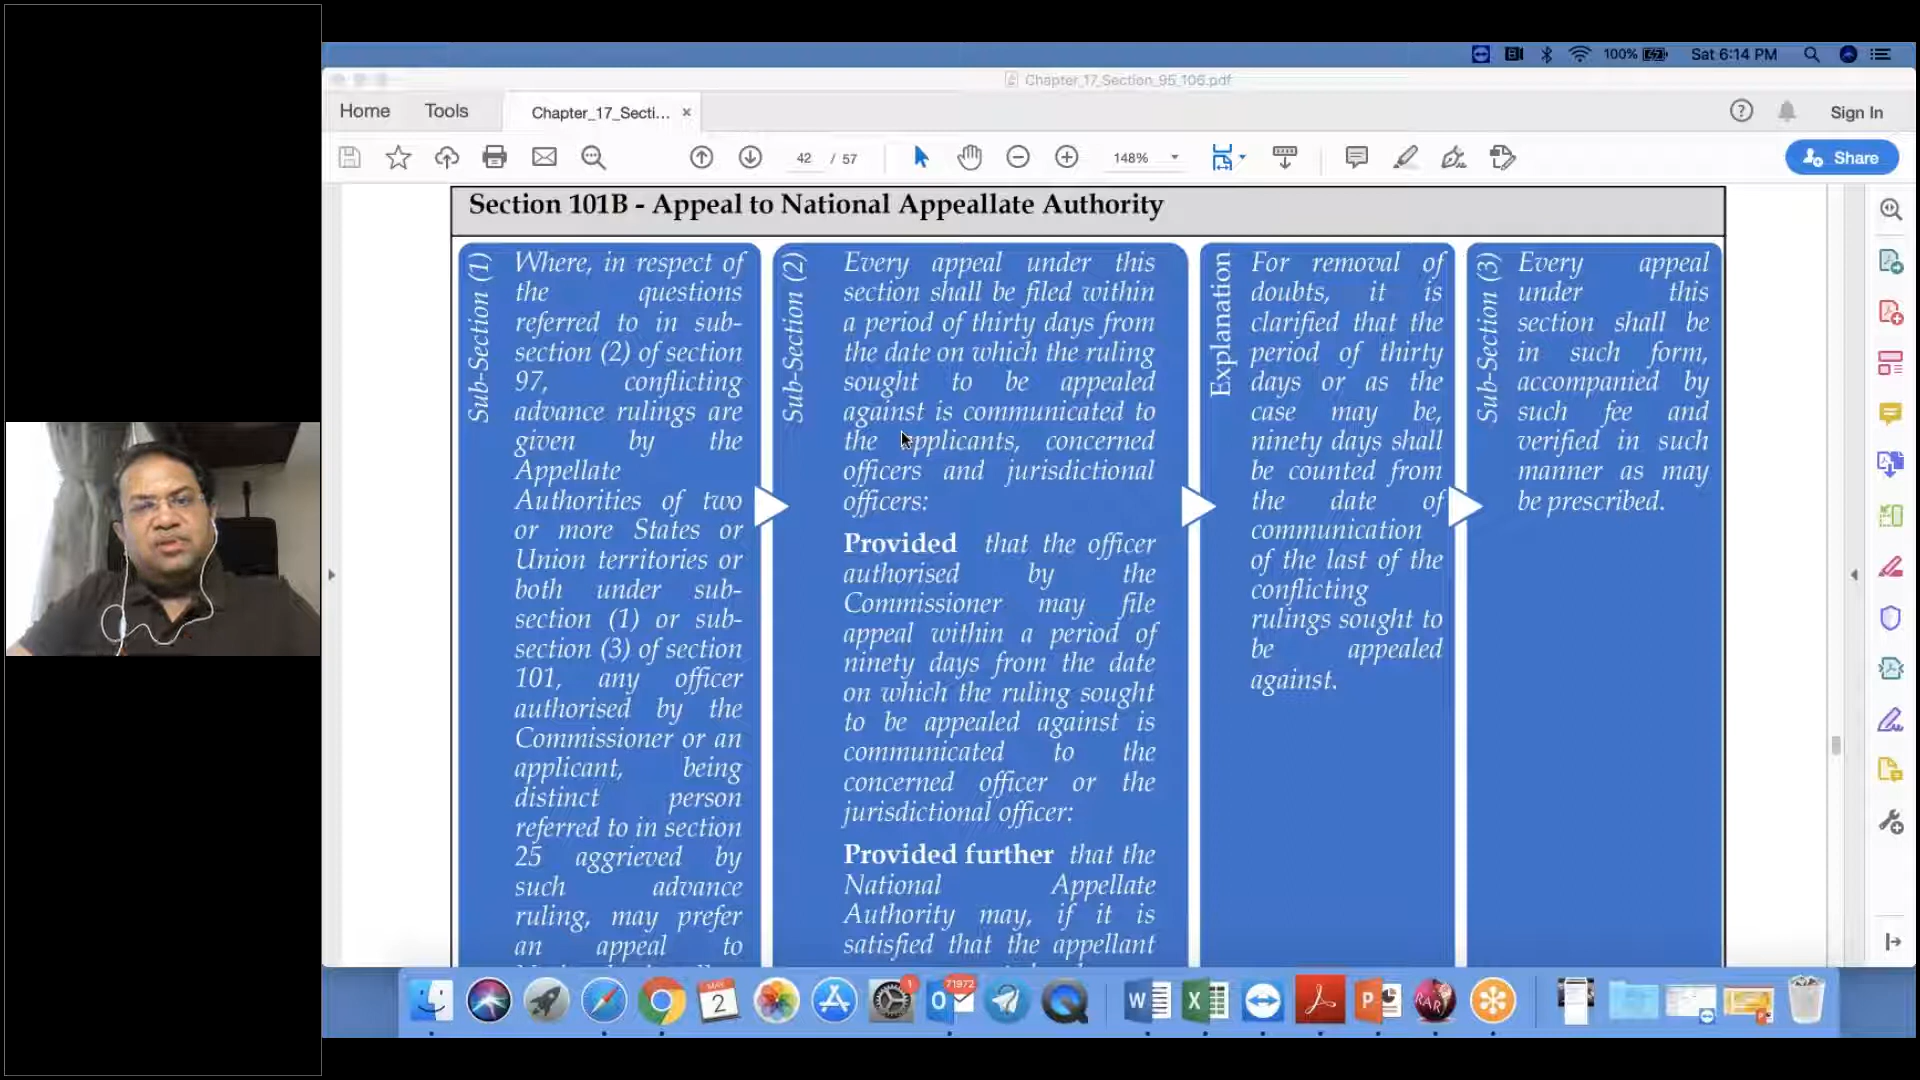 100%
Sat 6:14 PM
Chapter_17_Section_95_106.pdf
Home
Tools
Chapter_17_Secti...
Sign In
42 / 57
148%
Share
Section 101B - Appeal to National Appeallate Authority
Sub-Section (1)
Where, in respect of
the questions
referred to in sub-
section (2) of section
97, conflicting
advance rulings are
given by the
Appellate
Authorities of two
or more States or
Union territories or
both under sub-
section (1) or sub-
section (3) of section
101, any officer
authorised by the
Commissioner or an
applicant, being
distinct person
referred to in section
25 aggrieved by
such advance
ruling, may prefer
an appeal to
Sub-Section (2)
Every appeal under this
section shall be filed within
a period of thirty days from
the date on which the ruling
sought to be appealed
against is communicated to
the applicants, concerned
officers and jurisdictional
officers:
Provided that the officer
authorised by the
Commissioner may file
appeal within a period of
ninety days from the date
on which the ruling sought
to be appealed against is
communicated to the
concerned officer or the
jurisdictional officer:
Provided further that the
National Appellate
Authority may, if it is
satisfied that the appellant
Explanation
For removal of
doubts, it is
clarified that the
period of thirty
days or as the
case may be,
ninety days shall
be counted from
the date of
communication
of the last of the
conflicting
rulings sought to
be appealed
against.
Sub-Section (3)
Every appeal
under this
section shall be
in such form,
accompanied by
such fee and
verified in such
manner as may
be prescribed.
MAY
2
1
71972
RAR